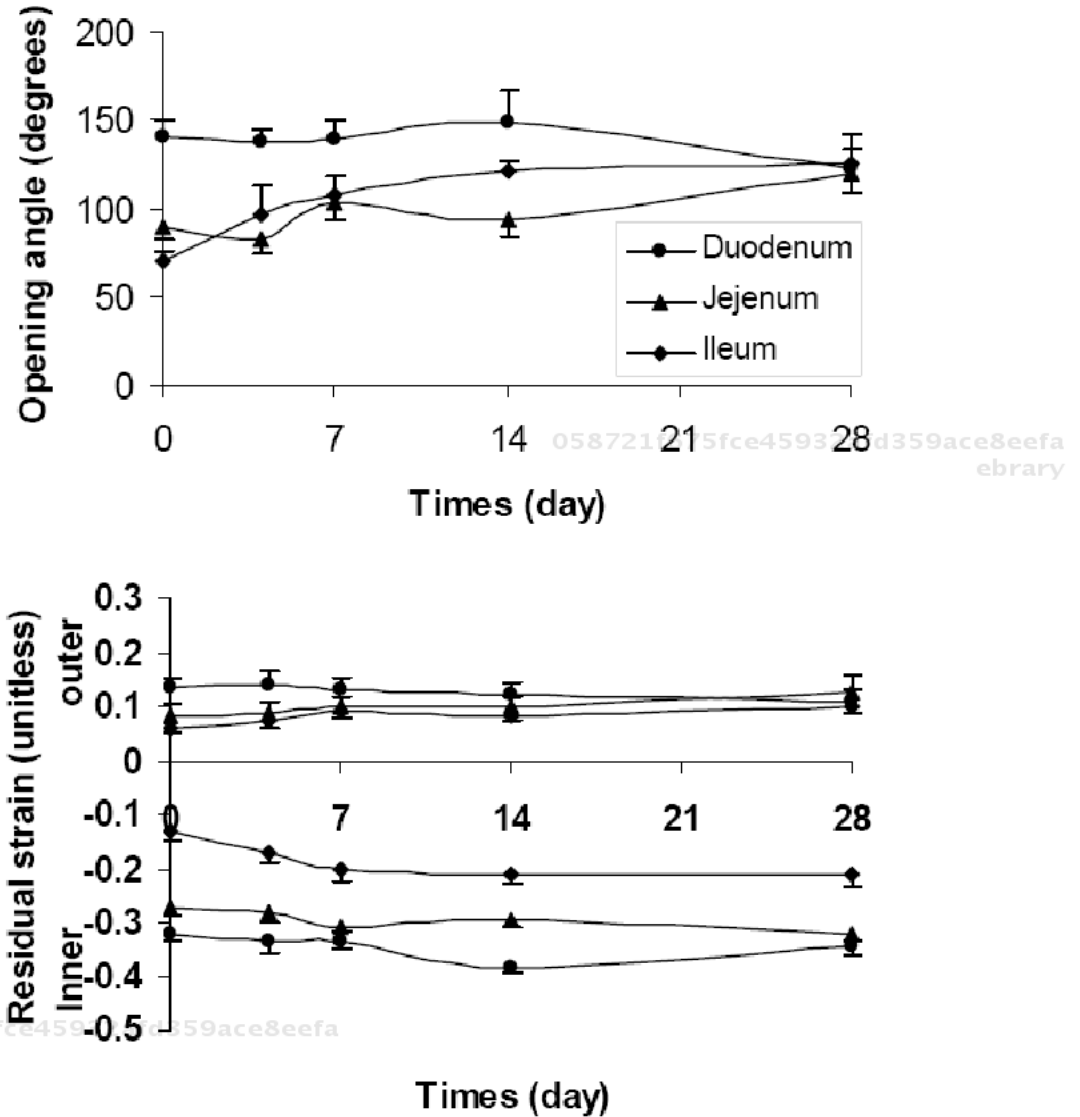 Opening angle (degrees)
200
150
100
50
0
Duodenum
Jejenum
Ileum
0 7 14 21 28
ebrary
Times (day)
Residual strain (unitless)
Inner outer
0.3
0.2
0.1
0
-0.1
-0.2
-0.3
-0.4
-0.5
0 7 14 21 28
Times (day)